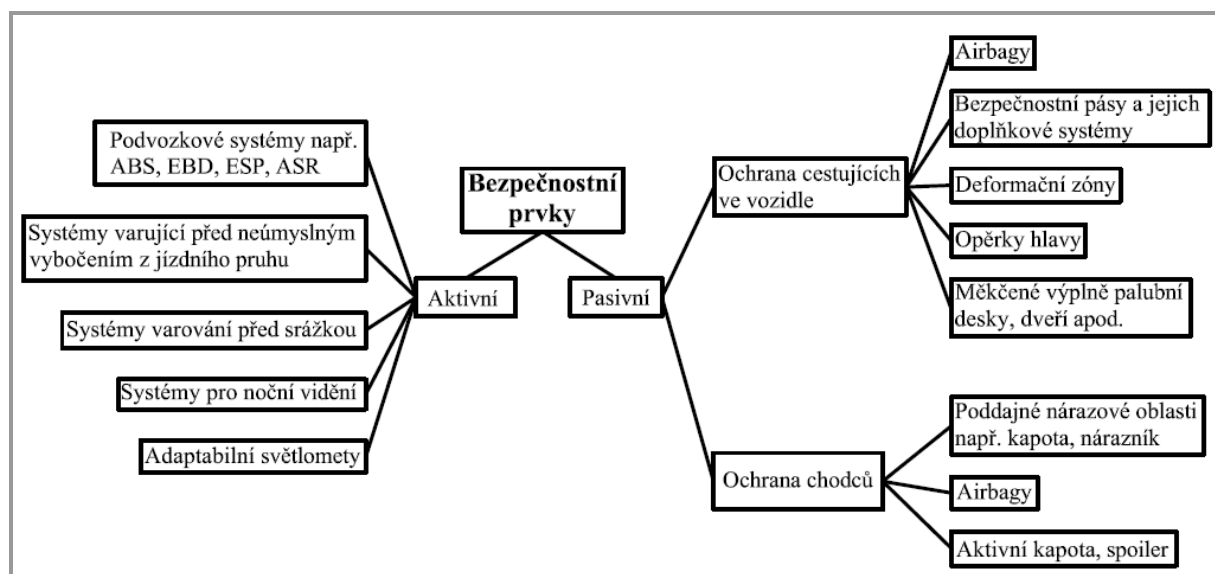 Bezpečnostní
prvky
Aktivní
Podvozkové systémy např.
ABS, EBD, ESP, ASR
Systémy varující před neúmyslným
vybočením z jízdního pruhu
Systémy varování před srážkou
Systémy pro noční vidění
Adaptabilní světlomety
Pasivní
Ochrana cestujících
ve vozidle
Airbagy
Bezpečnostní pásy a jejich
doplňkové systémy
Deformační zóny
Opěrky hlavy
Měkčené výplně palubní
desky, dveří apod.
Ochrana chodců
Poddajné nárazové oblasti
např. kapota, nárazník
Airbagy
Aktivní kapota, spoiler